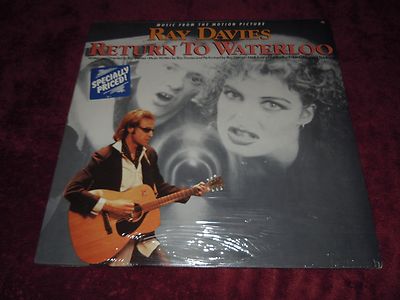 MUSIC FROM THE MOTION PICTURE
RAY DAVIES
RETURN TO WATERLOO
SPECIALLY
PRICED!